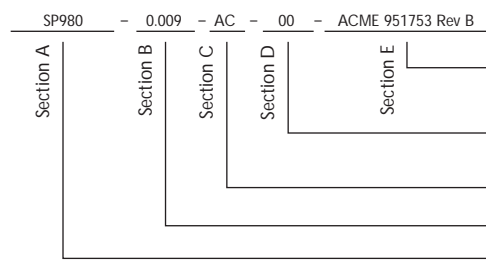 SP980 – 0.009 – AC – 00 – ACME 951753 Rev B
Section A
Section B
Section C
Section D
Section E